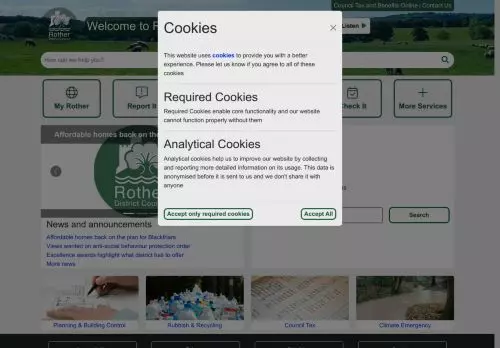 Council Tax and Benefits Online | Contact Us
Rother
Welcome to R
Listen
How can we help you?
My Rother
Report It
Check It
More Services
Cookies
×
This website uses cookies to provide you with a better
experience. Please let us know if you agree to all of these
cookies
Required Cookies
Required Cookies enable core functionality and our website
cannot function properly without them
Analytical Cookies
Analytical cookies help us to improve our website by collecting
and reporting more detailed information on its usage. This data is
anonymised before it is sent to us and we don't share it with
anyone
Accept only required cookies
Accept All
Affordable homes back on the
Rother
District Coun
Search
News and announcements
Affordable homes back on the plan for Blackfriars
Views wanted on anti-social behaviour protection order
Excellence awards highlight what district has to offer
More news
Planning & Building Control
Rubbish & Recycling
Council Tax
Climate Emergency